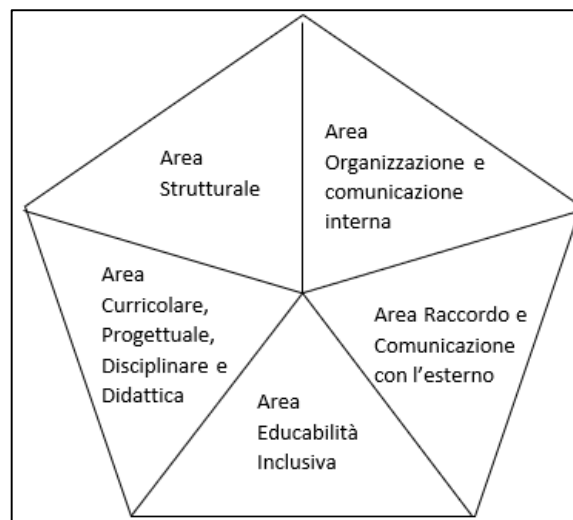 Area
Strutturale
Area
Organizzazione e
comunicazione
interna
Area
Curricolare,
Progettuale,
Disciplinare e
Didattica
Area Raccordo e
Comunicazione
con l'esterno
Area
Educabilità
Inclusiva